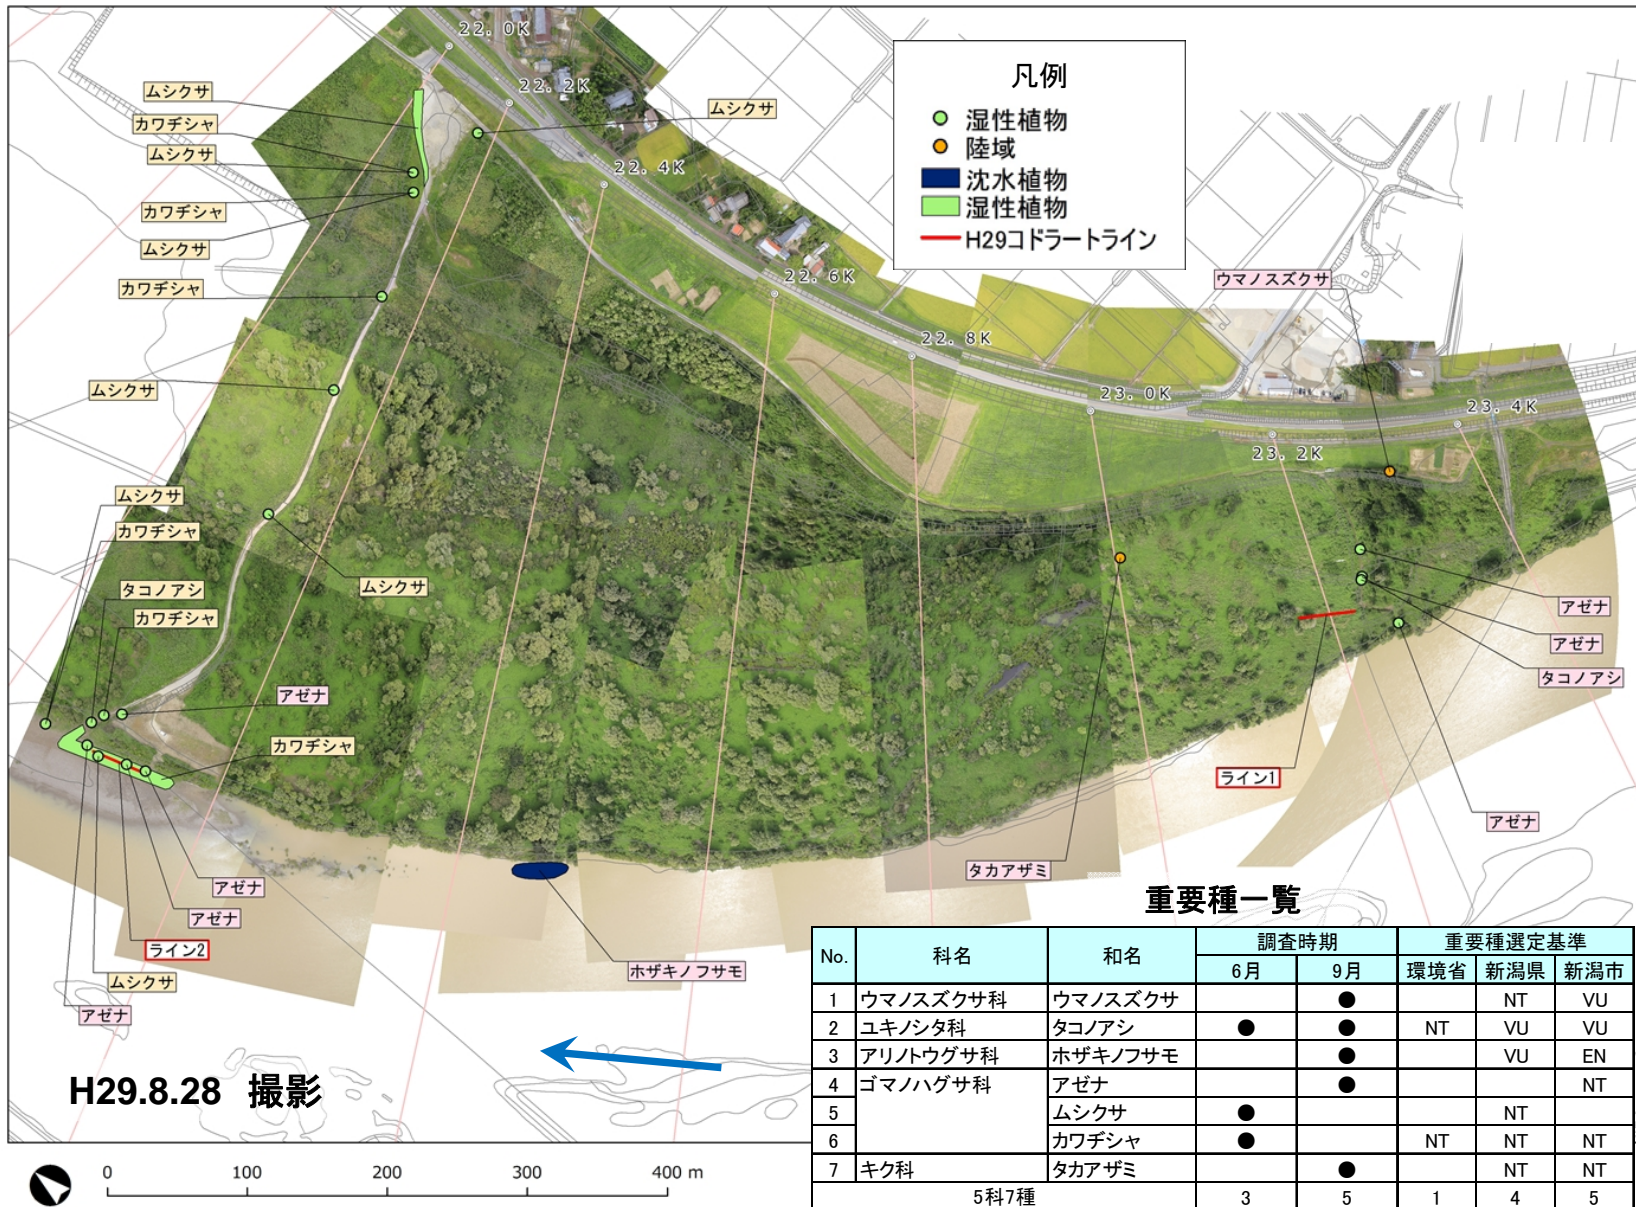 22. 0K
22. 2K
22. 4K
22. 6K
22. 8K
23. 0K
23. 2K
23. 4K
凡例
湿性植物
陸域
沈水植物
湿性植物
H29コドラートライン
ムシクサ
カワヂシャ
ムシクサ
カワヂシャ
ムシクサ
カワヂシャ
ムシクサ
ムシクサ
ムシクサ
ムシクサ
カワヂシャ
タコノアシ
カワヂシャ
アゼナ
カワヂシャ
アゼナ
アゼナ
ライン2
ムシクサ
アゼナ
ホザキノフサモ
タカアザミ
ライン1
ウマノスズクサ
アゼナ
アゼナ
タコノアシ
アゼナ
H29.8.28 撮影
0 100 200 300 400 m
重要種一覧
No. 科名 和名 調査時期 重要種選定基準
6月 9月 環境省 新潟県 新潟市
1 ウマノスズクサ科 ウマノスズクサ ● NT VU
2 ユキノシタ科 タコノアシ ● ● NT VU VU
3 アリノトウグサ科 ホザキノフサモ ● VU EN
4 ゴマノハグサ科 アゼナ ● NT
5 ムシクサ ● NT
6 カワヂシャ ● NT NT NT
7 キク科 タカアザミ ● NT NT
5科7種 3 5 1 4 5